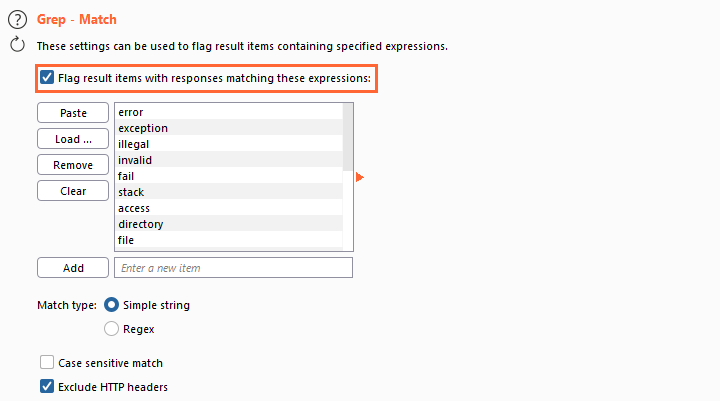 Grep - Match
These settings can be used to flag result items containing specified expressions.
Flag result items with responses matching these expressions:
Paste
Load ...
Remove
Clear
error
exception
illegal
invalid
fail
stack
access
directory
file
Add
Enter a new item
Match type:
Simple string
Regex
Case sensitive match
Exclude HTTP headers